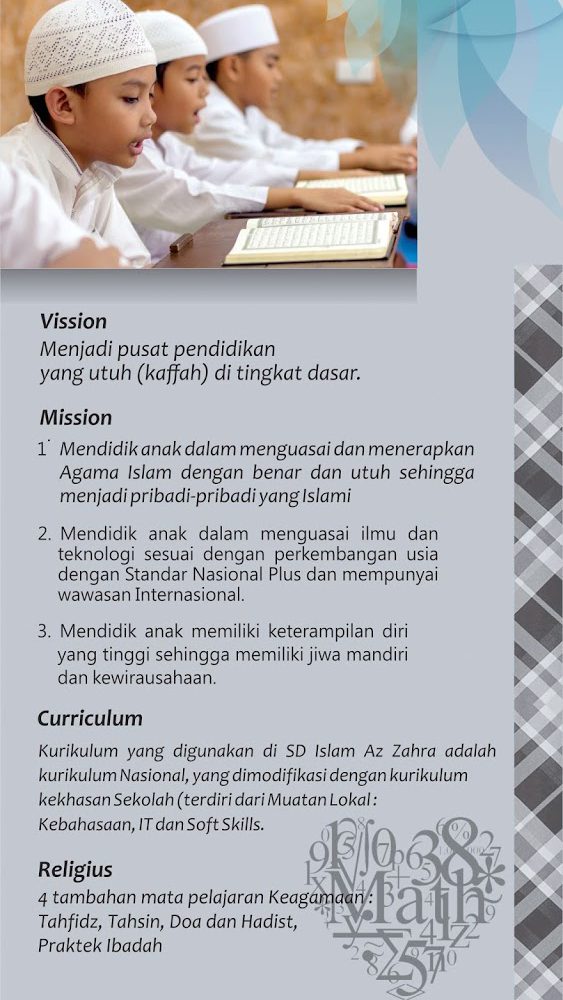 Vission
Menjadi pusat pendidikan
yang utuh (kaffah) di tingkat dasar.
Mission
1. Mendidik anak dalam menguasai dan menerapkan
Agama Islam dengan benar dan utuh sehingga
menjadi pribadi-pribadi yang Islami
2. Mendidik anak dalam menguasai ilmu dan
teknologi sesuai dengan perkembangan usia
dengan Standar Nasional Plus dan mempunyai
wawasan Internasional.
3. Mendidik anak memiliki keterampilan diri
yang tinggi sehingga memiliki jiwa mandiri
dan kewirausahaan.
Curriculum
Kurikulum yang digunakan di SD Islam Az Zahra adalah
kurikulum Nasional, yang dimodifikasi dengan kurikulum
kekhasan Sekolah (terdiri dari Muatan Lokal :
Kebahasaan, IT dan Soft Skills.
Religius
4 tambahan mata pelajaran Keagamaan :
Tahfidz, Tahsin, Doa dan Hadist,
Praktek Ibadah
Math